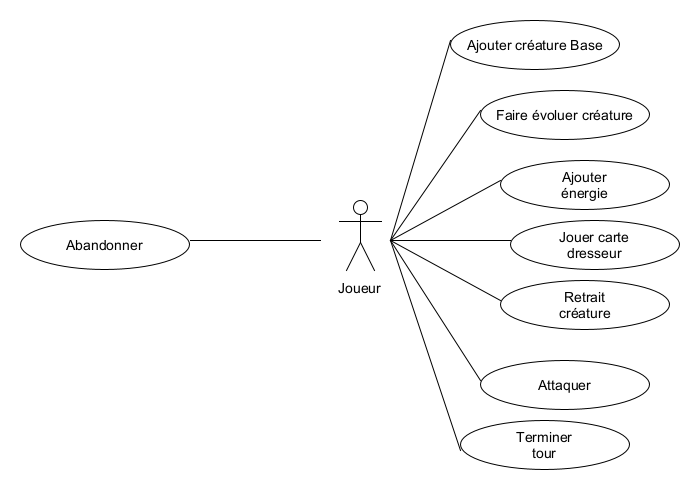 Ajouter créature Base
Faire évoluer créature
Ajouter
énergie
Abandonner
Jouer carte
dresseur
Joueur
Retrait
créature
Attaquer
Terminer
tour